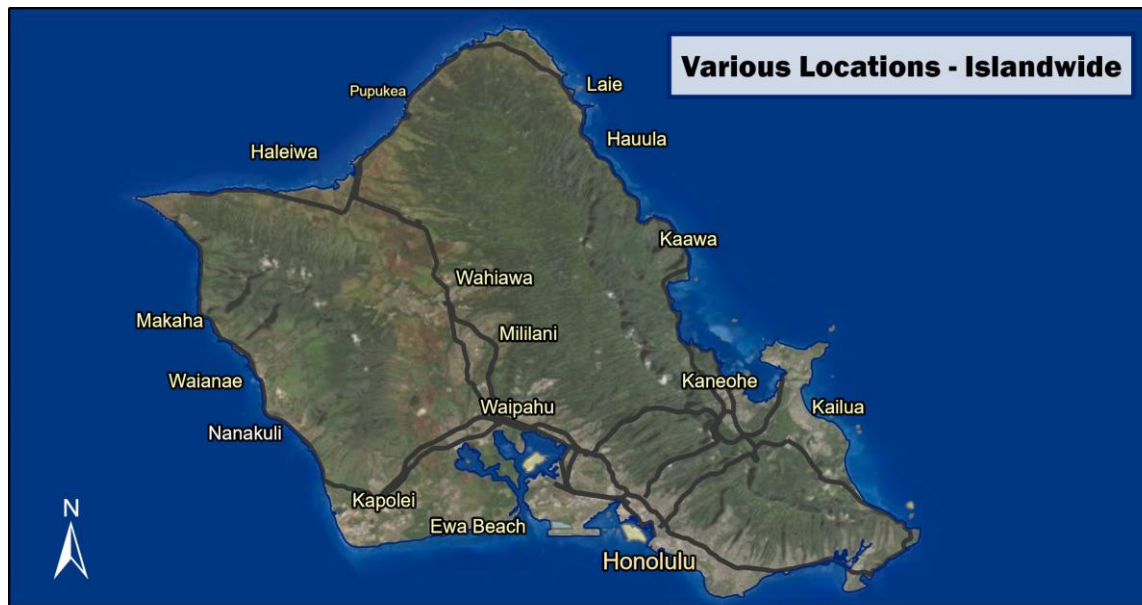 Various Locations - Islandwide
Laie
Pupukea
Hauula
Haleiwa
Kaawa
Wahiawa
Makaha
Mililani
Waianae
Kaneohe
Waipahu
Kailua
Nanakuli
Kapolei
N
Ewa Beach
Honolulu